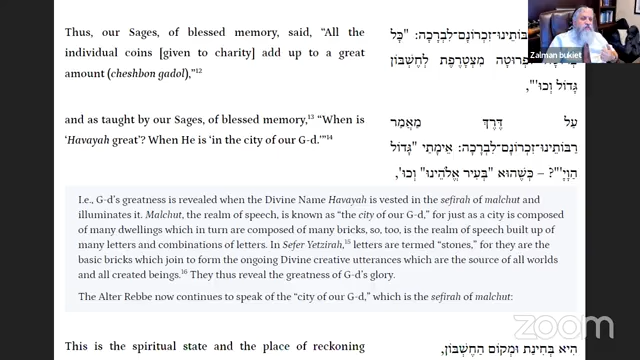 Thus, our Sages, of blessed memory, said, “All the
individual coins [given to charity] add up to a great
amount (cheshbon gadol),”12
and as taught by our Sages, of blessed memory,13 “When is
‘Havayah great’? When He is ‘in the city of our G-d.’”14
בּוֹתֵינוּ־זִכְרוֹנָם־לִבְרָכָה: "כָּל
פְּרוּטָה מִצְטָרֶפֶת לְחֶשְׁבּוֹן
גָּדוֹל וְכוּ'",
עַל דֶּרֶךְ מַאֲמַר
רַבּוֹתֵינוּ־זִכְרוֹנָם־לִבְרָכָה: אֵימָתַי "גָּדוֹל
הֲוָיָ'"? – כְּשֶׁהוּא "בְּעִיר אֱלֹהֵינוּ" וְכוּ',
Zalman bukiet
I.e., G-d’s greatness is revealed when the Divine Name Havayah is vested in the sefirah of malchut and
illuminates it. Malchut, the realm of speech, is known as “the city of our G-d,” for just as a city is composed
of many dwellings which in turn are composed of many bricks, so, too, is the realm of speech built up of
many letters and combinations of letters. In Sefer Yetzirah,15 letters are termed “stones,” for they are the
basic bricks which join to form the ongoing Divine creative utterances which are the source of all worlds
and all created beings.16 They thus reveal the greatness of G-d’s glory.
The Alter Rebbe now continues to speak of the “city of our G-d,” which is the sefirah of malchut:
This is the spiritual state and the place of reckoning
הִיא בְּחִינַת וּמְקוֹם הַחֶשְׁבּוֹן,
zoom